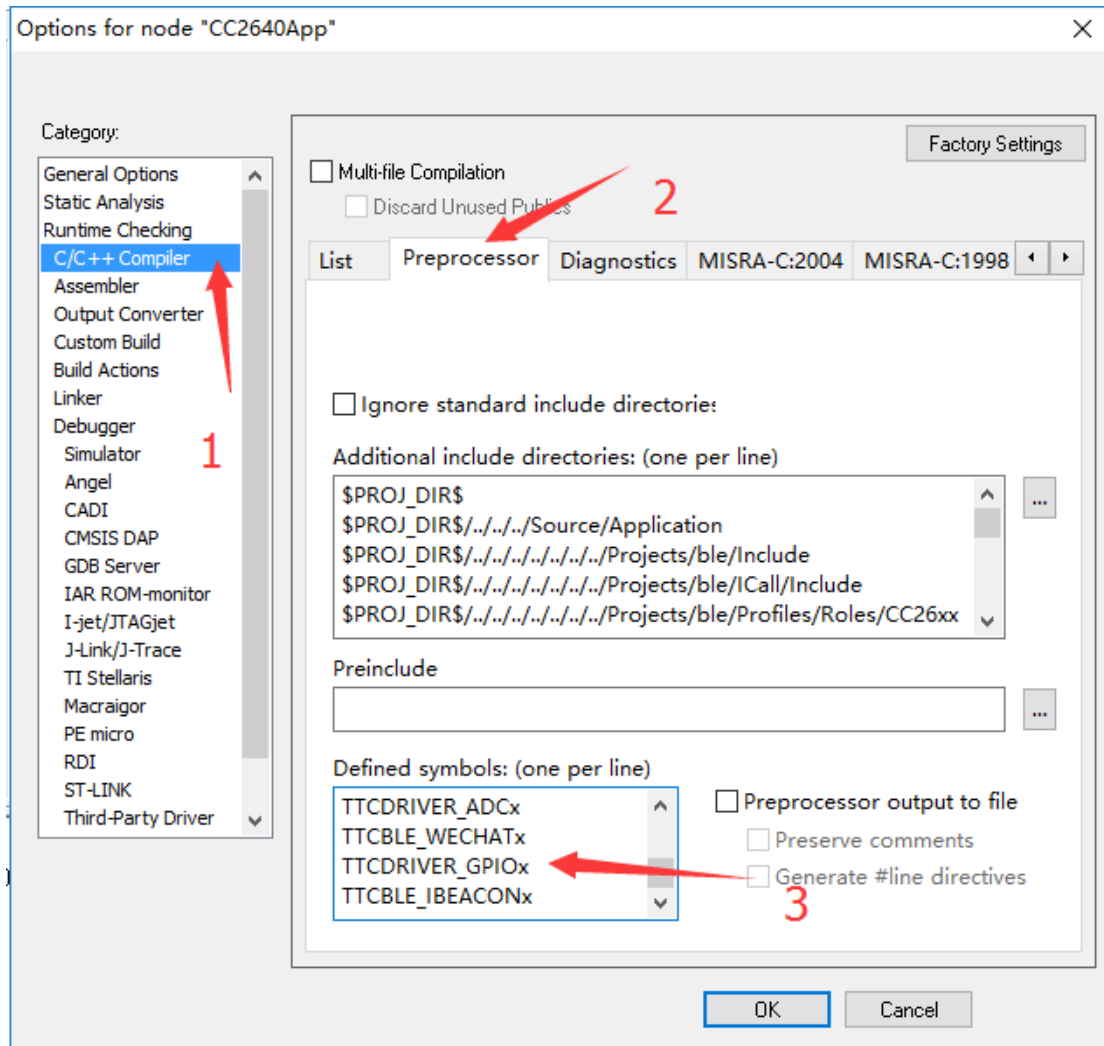 Options for node "CC2640App"
Category:
General Options
Static Analysis
Runtime Checking
C/C++ Compiler
Assembler
Output Converter
Custom Build
Build Actions
Linker
Debugger
Simulator
Angel
CADI
CMSIS DAP
GDB Server
IAR ROM-monitor
I-jet/JTAGjet
J-Link/J-Trace
TI Stellaris
Macraigor
PE micro
RDI
ST-LINK
Third-Party Driver
1
Factory Settings
Multi-file Compilation
Discard Unused Publics
2
List Preprocessor Diagnostics MISRA-C:2004 MISRA-C:1998
Ignore standard include directories
Additional include directories: (one per line)
$PROJ_DIR$
$PROJ_DIR$/../../../Source/Application
$PROJ_DIR$/../../../../../../../Projects/ble/Include
$PROJ_DIR$/../../../../../../../Projects/ble/ICall/Include
$PROJ_DIR$/../../../../../../../Projects/ble/Profiles/Roles/CC26xx
...
Preinclude
...
Defined symbols: (one per line)
TTCDRIVER_ADCx
TTCBLE_WECHATx
TTCDRIVER_GPIOx
TTCBLE_IBEACONx
Preprocessor output to file
Preserve comments
Generate #line directives
3
OK Cancel